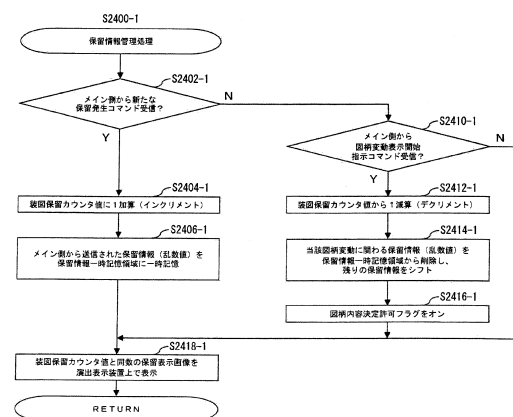 S2400-1
保留情報管理処理
S2402-1
メイン側から新たな
保留発生コマンド受信？
N
Y
S2410-1
メイン側から
図柄変動表示開始
指示コマンド受信？
N
Y
S2404-1
装図保留カウンタ値に1加算（インクリメント）
S2406-1
メイン側から送信された保留情報（乱数値）を
保留情報一時記憶領域に一時記憶
S2412-1
装図保留カウンタ値から1減算（デクリメント）
S2414-1
当該図柄変動に関わる保留情報（乱数値）を
保留情報一時記憶領域から削除し、
残りの保留情報をシフト
S2416-1
図柄内容決定許可フラグをオン
S2418-1
装図保留カウンタ値と同数の保留表示画像を
演出表示装置上で表示
RETURN